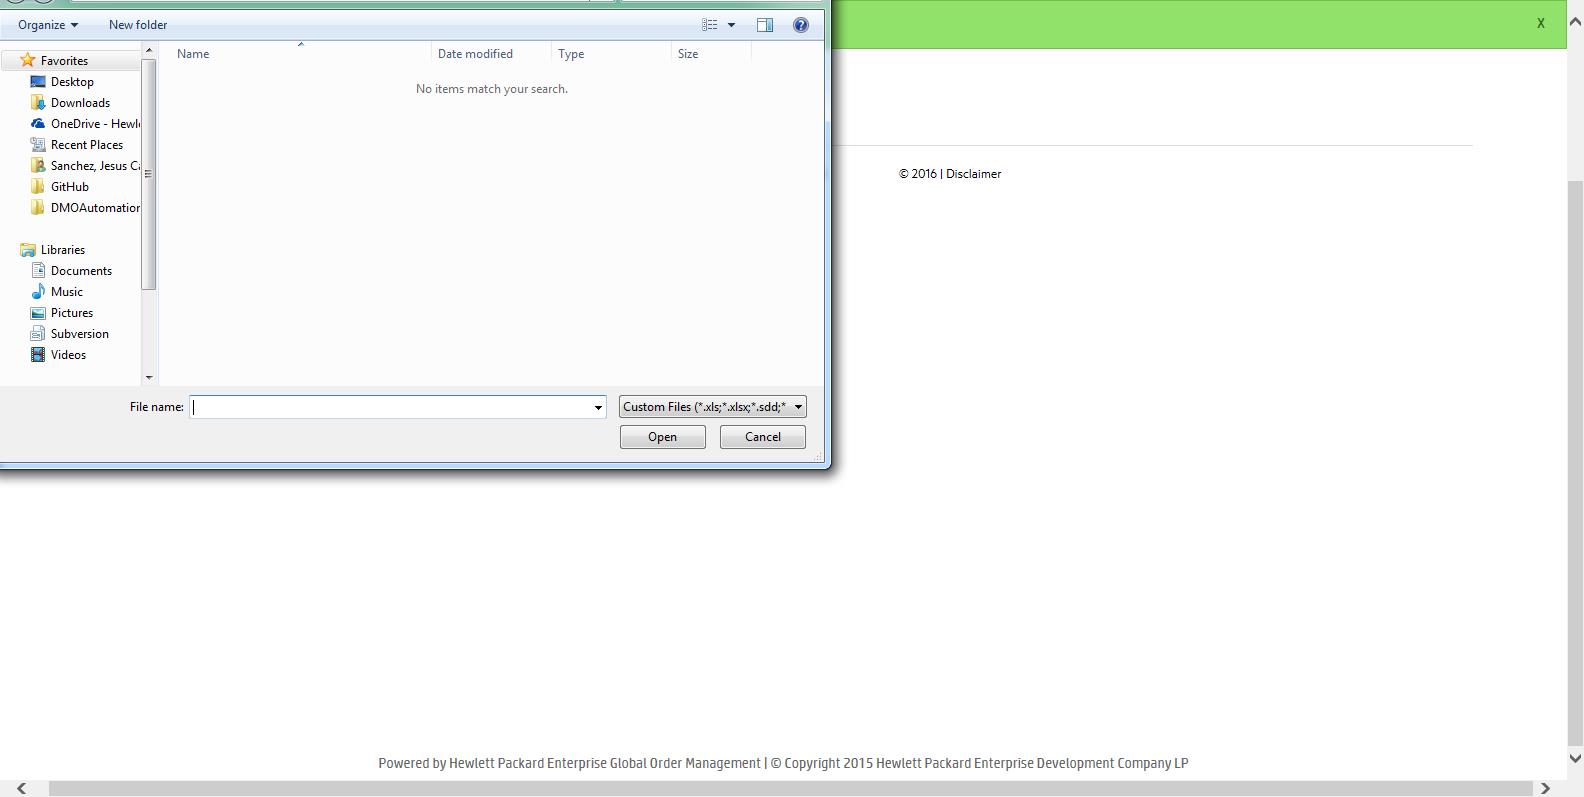 Organize New folder
X
Name Date modified Type Size
No items match your search.
Favorites
Desktop
Downloads
OneDrive - Hewl
Recent Places
Sanchez, Jesus Ca
GitHub
DMOAutomation
Libraries
Documents
Music
Pictures
Subversion
Videos
© 2016 | Disclaimer
File name: Custom Files (*.xls;*.xlsx;*.sdd;*
Open Cancel
Powered by Hewlett Packard Enterprise Global Order Management | © Copyright 2015 Hewlett Packard Enterprise Development Company LP